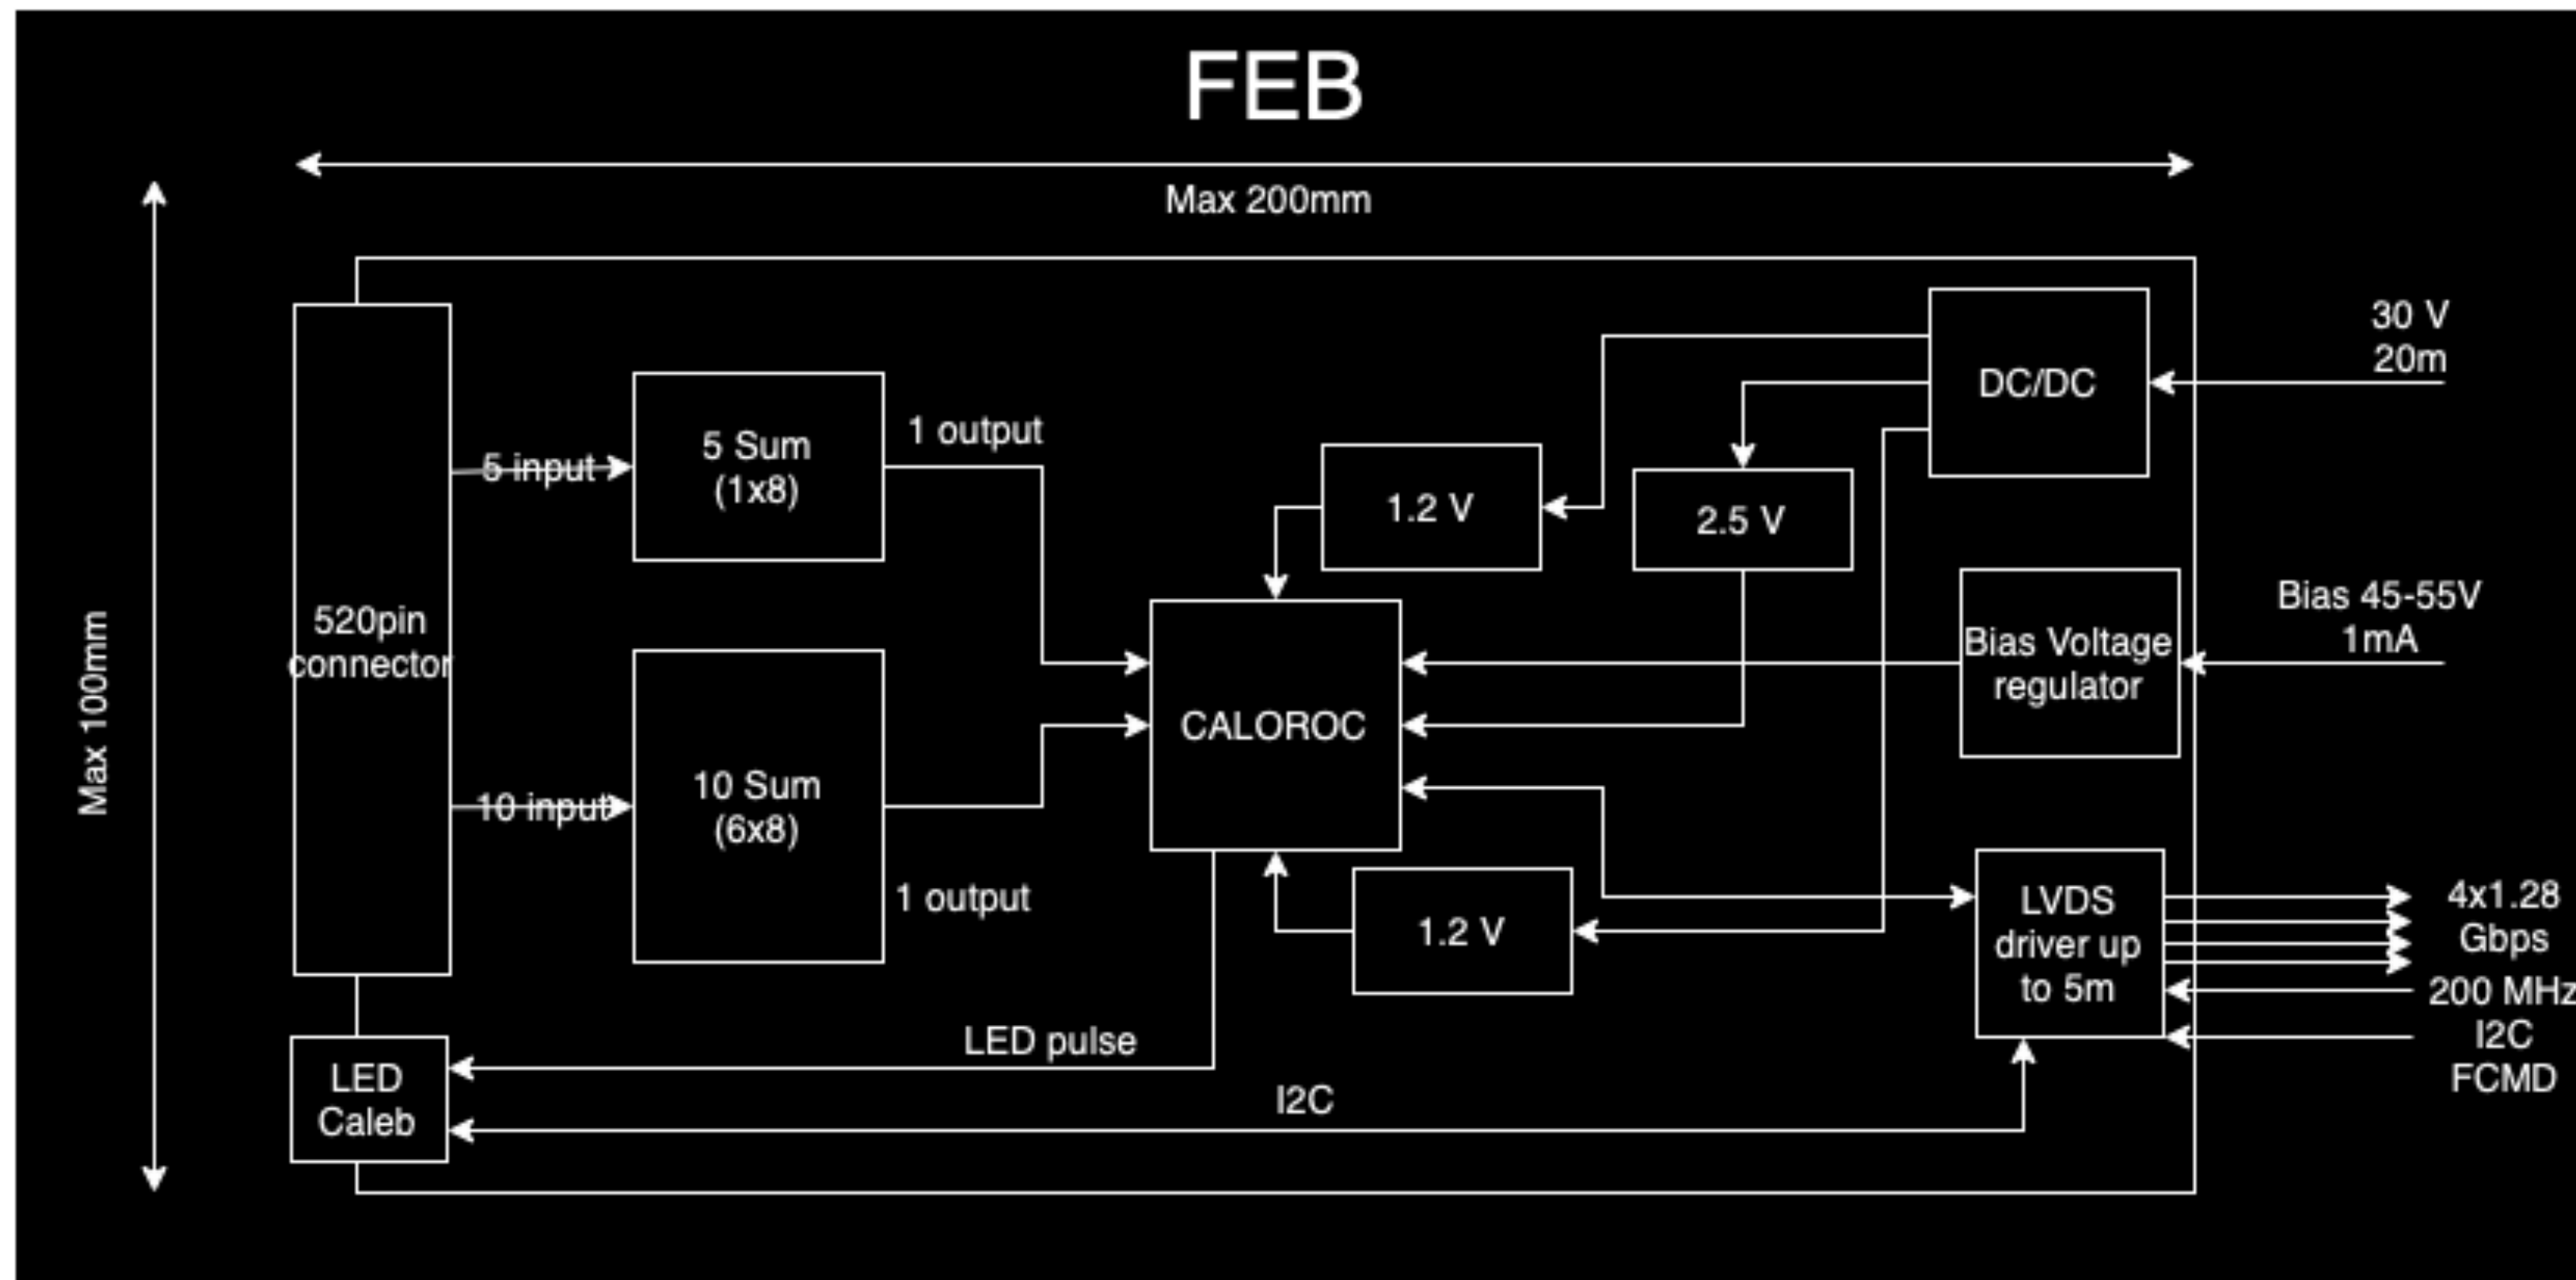 FEB
Max 200mm
Max 100mm
520pin
connector
5 input
5 Sum
(1x8)
1 output
10 input
10 Sum
(6x8)
1 output
CALOROC
1.2 V
2.5 V
DC/DC
30 V
20m
Bias Voltage
regulator
Bias 45-55V
1mA
1.2 V
LVDS
driver up
to 5m
4x1.28
Gbps
200 MHz
I2C
FCMD
LED pulse
I2C
LED
Caleb